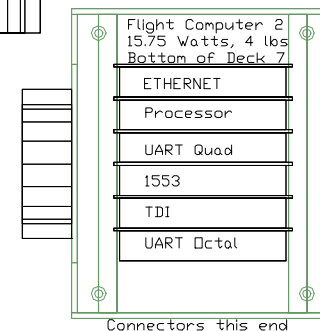 Flight Computer 2
15.75 Watts, 4 lbs
Bottom of Deck 7
ETHERNET
Processor
UART Quad
1553
TDI
UART Octal
Connectors this end